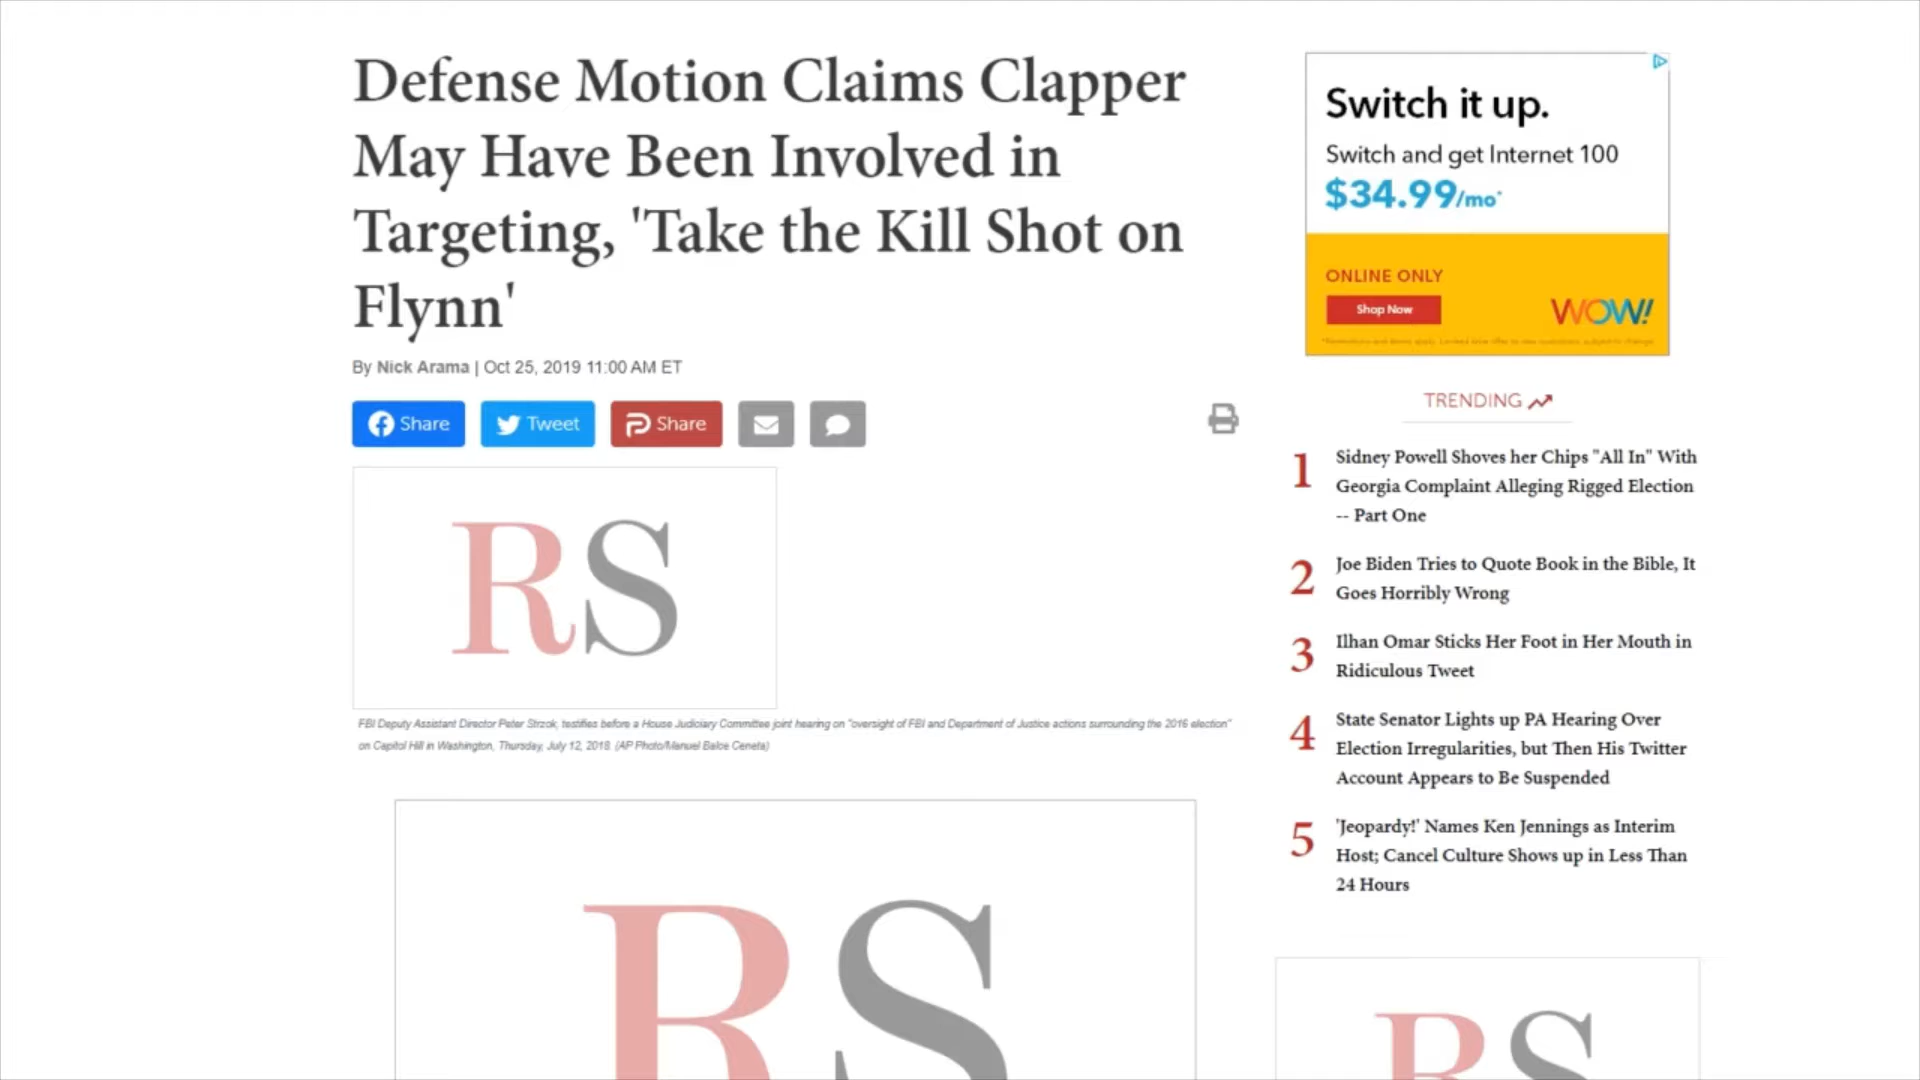 Defense Motion Claims Clapper
May Have Been Involved in
Targeting, 'Take the Kill Shot on
Flynn'
By Nick Arama | Oct 25, 2019 11:00 AM ET
Share
Tweet
Share
RS
FBI Deputy Assistant Director Peter Strzok, testifies before a House Judiciary Committee joint hearing on "oversight of FBI and Department of Justice actions surrounding the 2016 election"
on Capitol Hill in Washington, Thursday, July 12, 2018. (AP Photo/Manuel Balce Ceneta)
RS
Switch it up.
Switch and get Internet 100
$34.99/mo*
ONLINE ONLY
Shop Now
WOW!
TRENDING
1
Sidney Powell Shoves her Chips "All In" With
Georgia Complaint Alleging Rigged Election
-- Part One
2
Joe Biden Tries to Quote Book in the Bible, It
Goes Horribly Wrong
3
Ilhan Omar Sticks Her Foot in Her Mouth in
Ridiculous Tweet
4
State Senator Lights up PA Hearing Over
Election Irregularities, but Then His Twitter
Account Appears to Be Suspended
5
'Jeopardy!' Names Ken Jennings as Interim
Host; Cancel Culture Shows up in Less Than
24 Hours
RS